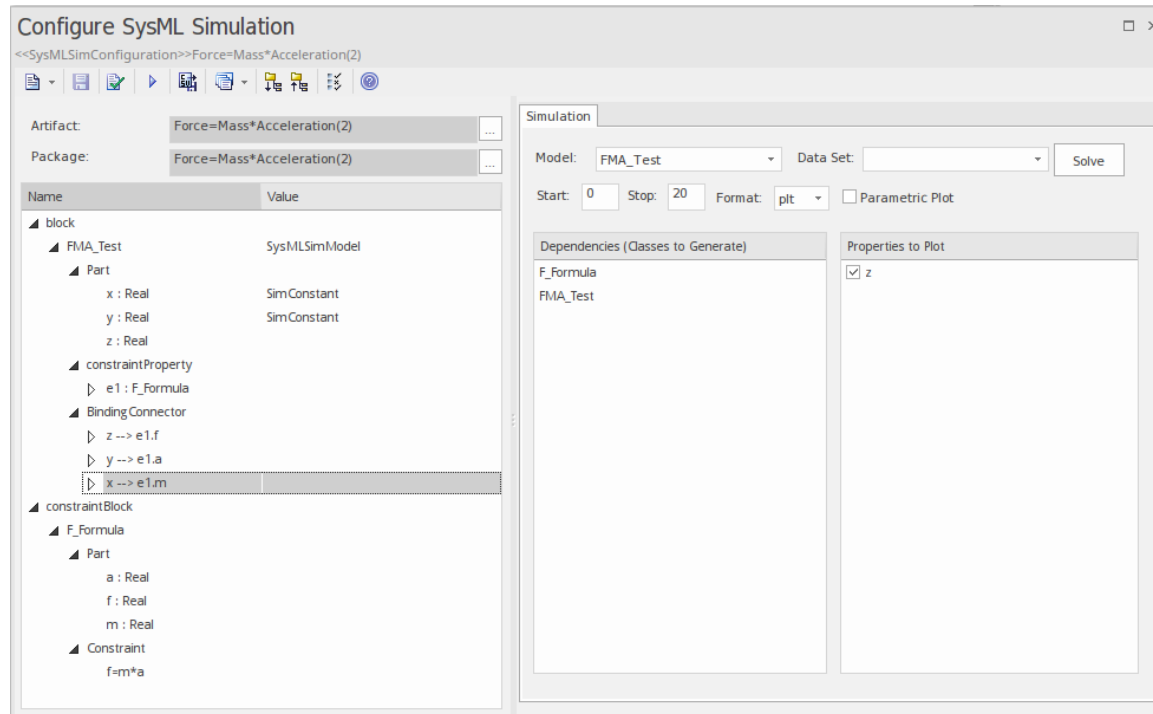 Configure SysML Simulation
<<SysMLSimConfiguration>>Force=Mass*Acceleration(2)
Artifact: Force=Mass*Acceleration(2) ...
Package: Force=Mass*Acceleration(2) ...
Name Value
block
FMA_Test SysMLSimModel
Part
x : Real SimConstant
y : Real SimConstant
z : Real
constraintProperty
e1 : F_Formula
BindingConnector
z --> e1.f
y --> e1.a
x --> e1.m
constraintBlock
F_Formula
Part
a : Real
f : Real
m : Real
Constraint
f=m*a
Simulation
Model: FMA_Test Data Set: Solve
Start: 0 Stop: 20 Format: plt Parametric Plot
Dependencies (Classes to Generate)
F_Formula
FMA_Test
Properties to Plot
z